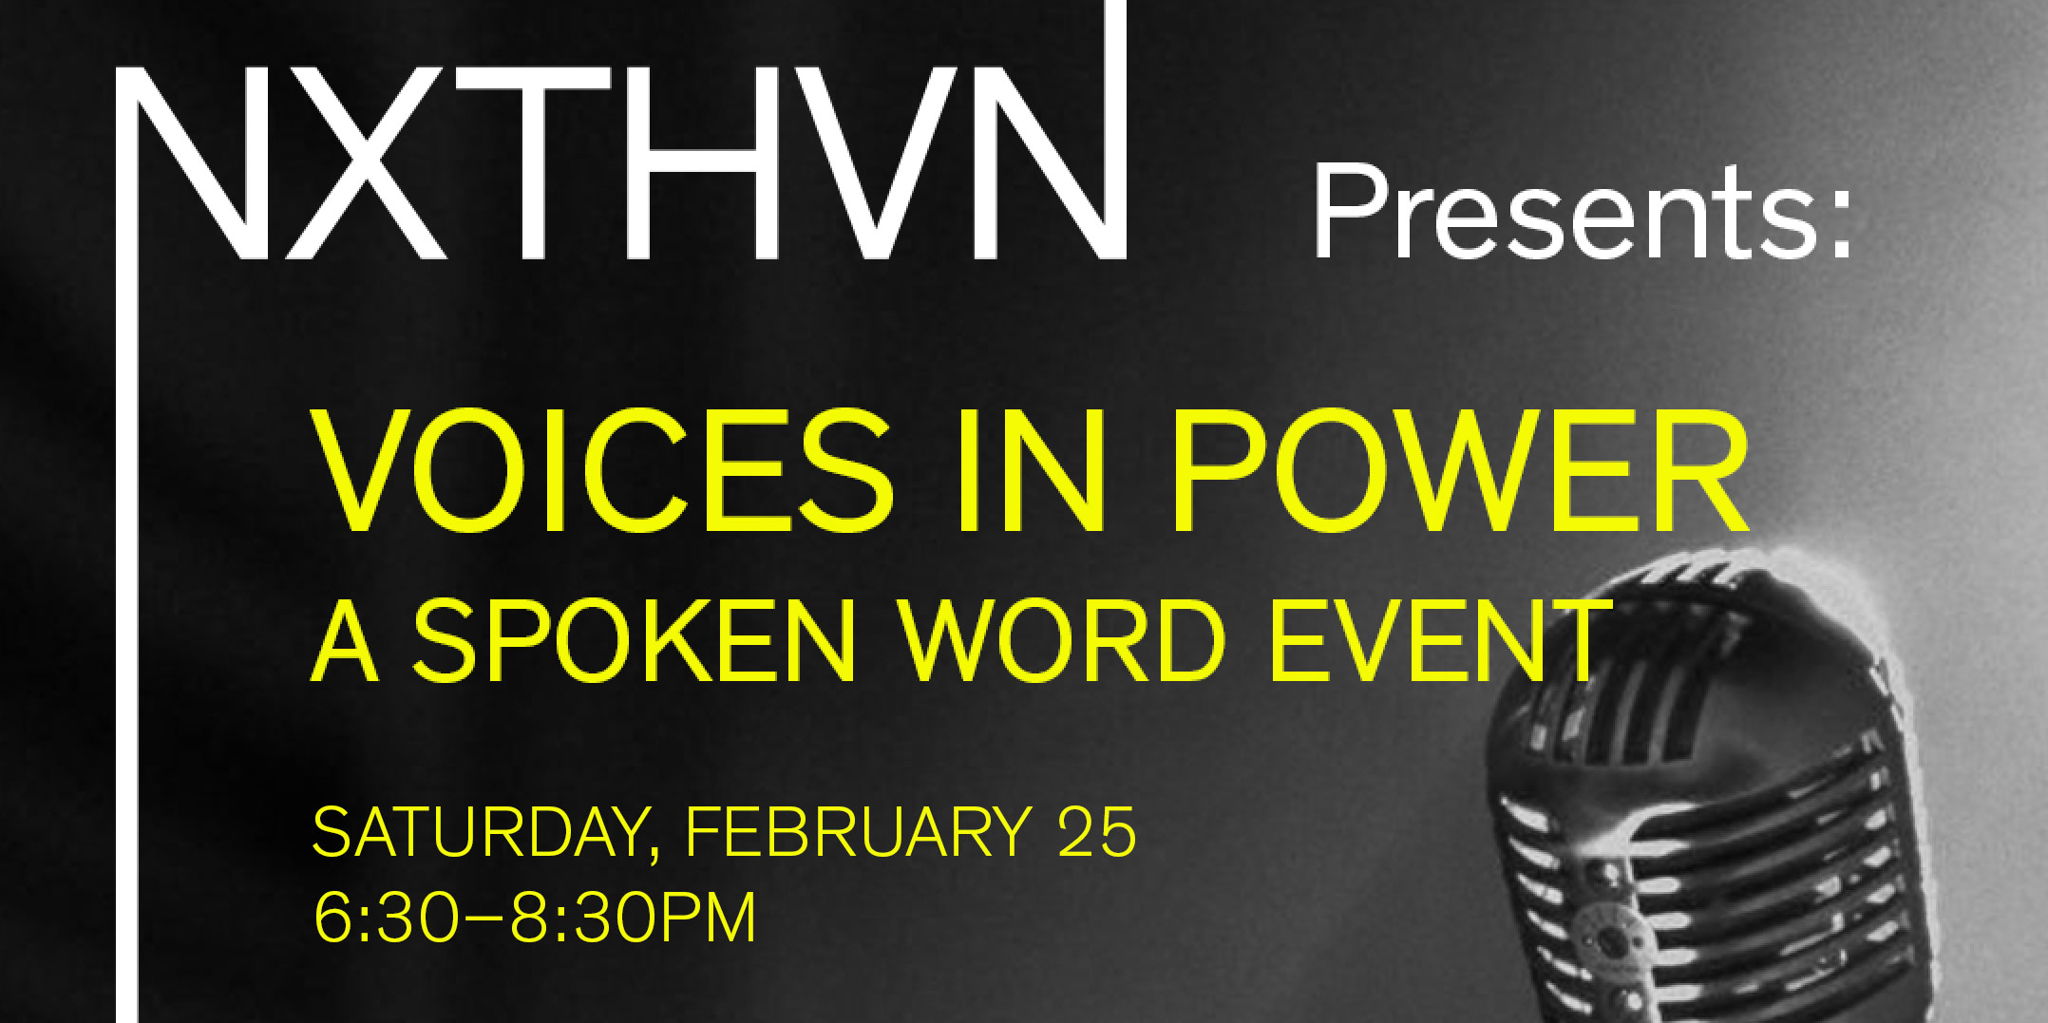 NXTHVN Presents:
VOICES IN POWER
A SPOKEN WORD EVENT
SATURDAY, FEBRUARY 25
6:30–8:30PM